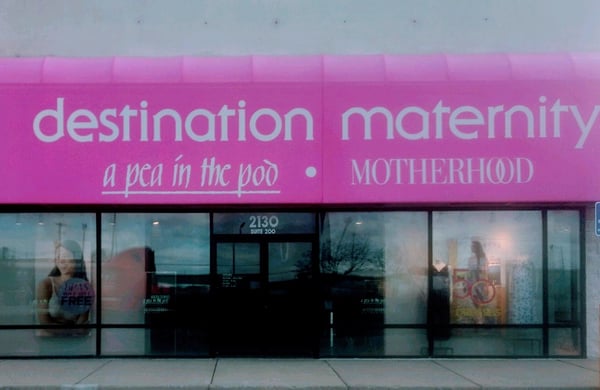 destination maternity
a pea in the pod • MOTHERHOOD
2130
SUITE 200
FREE